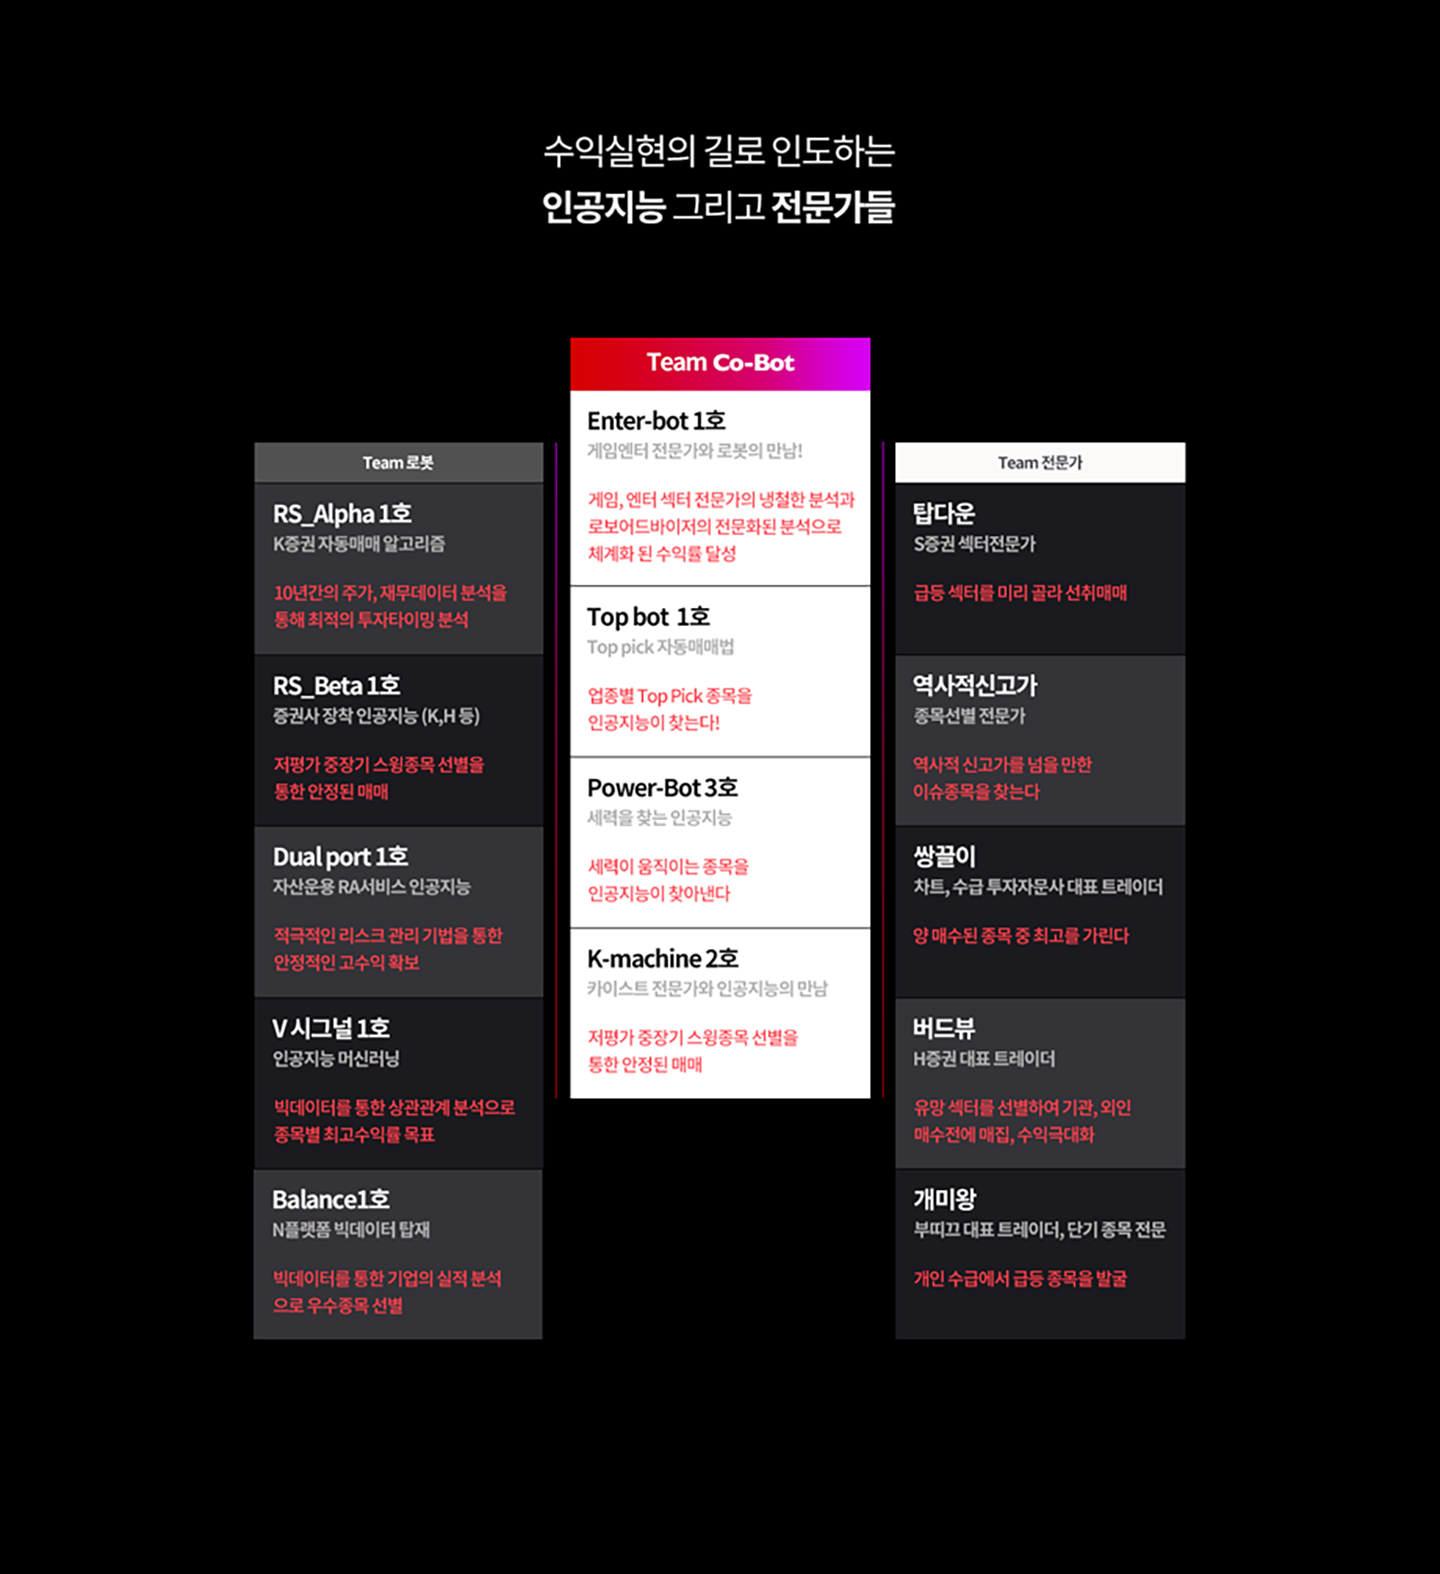 수익실현의 길로 인도하는
인공지능 그리고 전문가들
Team 로봇
RS_Alpha 1호
K증권 자동매매 알고리즘
10년간의 주가, 재무데이터 분석을
통해 최적의 투자타이밍 분석
RS_Beta 1호
증권사 장착 인공지능 (K,H 등)
저평가 중장기 스윙종목 선별을
통한 안정된 매매
Dual port 1호
자산운용 RA서비스 인공지능
적극적인 리스크 관리 기법을 통한
안정적인 고수익 확보
V 시그널 1호
인공지능 머신러닝
빅데이터를 통한 상관관계 분석으로
종목별 최고수익률 목표
Balance1호
N플랫폼 빅데이터 탑재
빅데이터를 통한 기업의 실적 분석
으로 우수종목 선별
Team Co-Bot
Enter-bot 1호
게임엔터 전문가와 로봇의 만남!
게임, 엔터 섹터 전문가의 냉철한 분석과
로보어드바이저의 전문화된 분석으로
체계화 된 수익률 달성
Top bot 1호
Top pick 자동매매법
업종별 Top Pick 종목을
인공지능이 찾는다!
Power-Bot 3호
세력을 찾는 인공지능
세력이 움직이는 종목을
인공지능이 찾아낸다
K-machine 2호
카이스트 전문가와 인공지능의 만남
저평가 중장기 스윙종목 선별을
통한 안정된 매매
Team 전문가
탑다운
S증권 섹터전문가
급등 섹터를 미리 골라 선취매매
역사적신고가
종목선별 전문가
역사적 신고가를 넘을 만한
이슈종목을 찾는다
쌍끌이
차트, 수급 투자자문사 대표 트레이더
양 매수된 종목 중 최고를 가린다
버드뷰
H증권 대표 트레이더
유망 섹터를 선별하여 기관, 외인
매수전에 매집, 수익극대화
개미왕
부띠끄 대표 트레이더, 단기 종목 전문
개인 수급에서 급등 종목을 발굴